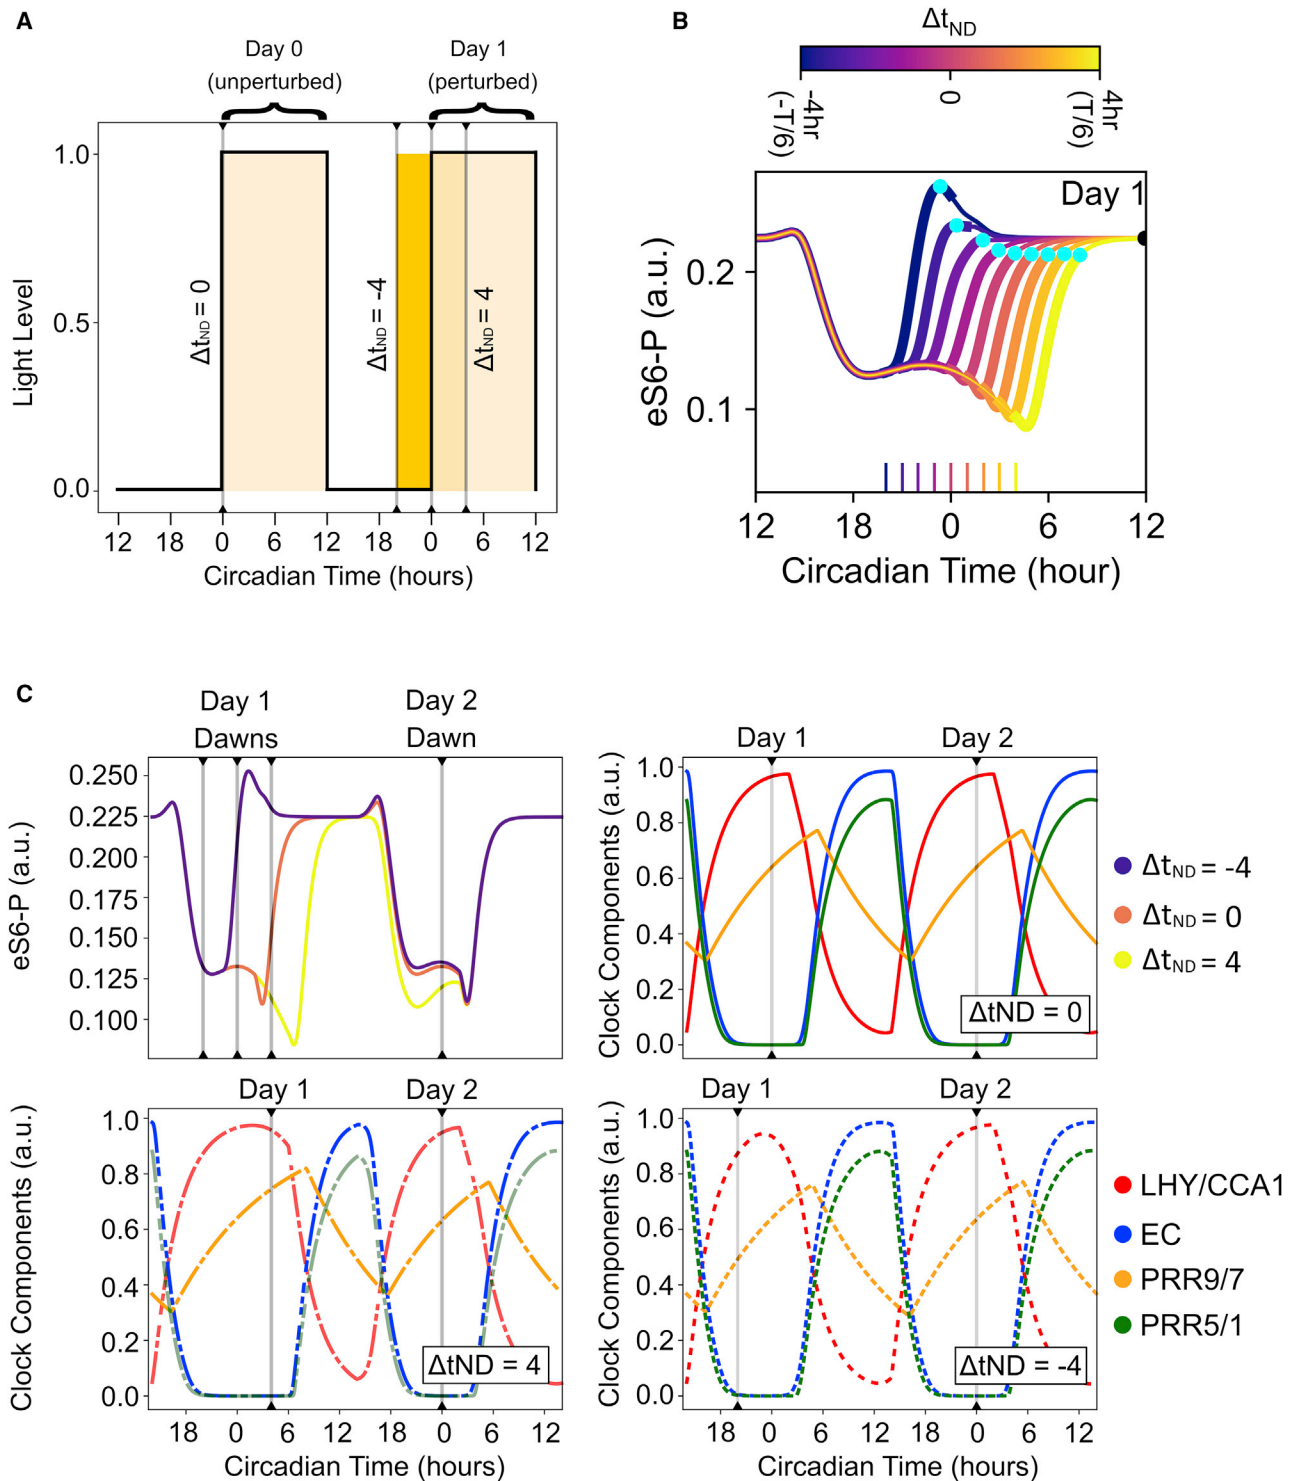 A
Day 0
(unperturbed)
Day 1
(perturbed)
1.0
0.5
0.0
Light Level
Δt_ND = 0
Δt_ND = -4
Δt_ND = 4
12 18 0 6 12 18 0 6 12
Circadian Time (hours)
B
Δt_ND
-4hr
(-T/6)
0
4hr
(T/6)
Day 1
0.2
0.1
eS6-P (a.u.)
12 18 0 6 12
Circadian Time (hour)
C
Day 1
Dawns
Day 2
Dawn
0.250
0.225
0.200
0.175
0.150
0.125
0.100
eS6-P (a.u.)
Day 1
Day 2
1.0
0.8
0.6
0.4
0.2
0.0
Clock Components (a.u.)
ΔtND = 0
Δt_ND = -4
Δt_ND = 0
Δt_ND = 4
Day 1
Day 2
1.0
0.8
0.6
0.4
0.2
0.0
Clock Components (a.u.)
ΔtND = 4
18 0 6 12 18 0 6 12
Circadian Time (hours)
Day 1
Day 2
1.0
0.8
0.6
0.4
0.2
0.0
Clock Components (a.u.)
ΔtND = -4
18 0 6 12 18 0 6 12
Circadian Time (hours)
LHY/CCA1
EC
PRR9/7
PRR5/1